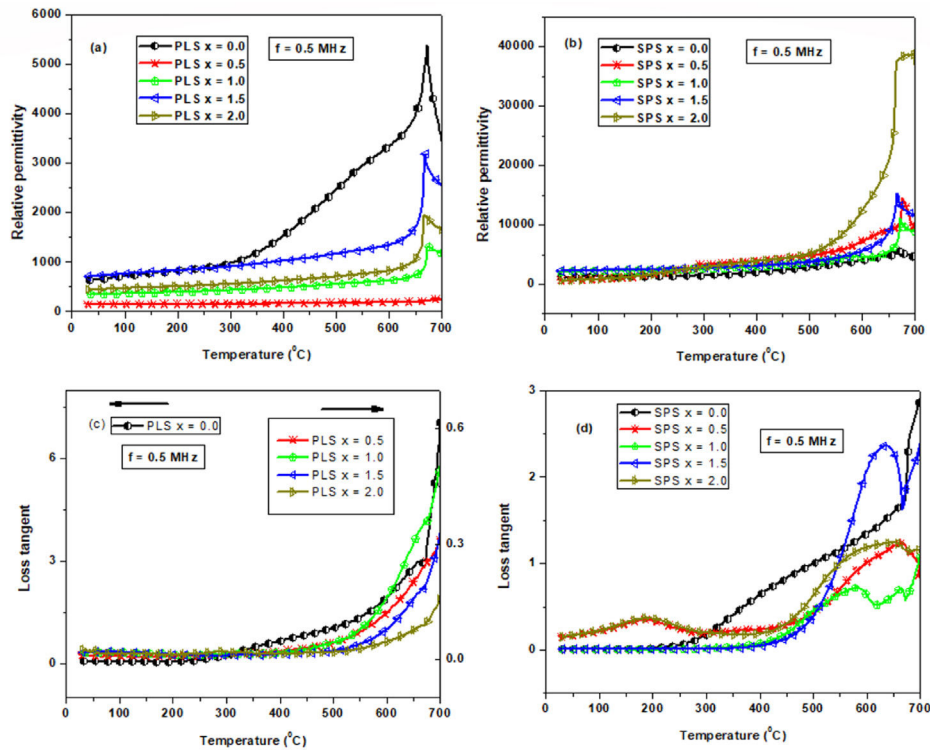 (a)
f = 0.5 MHz
PLS x = 0.0
PLS x = 0.5
PLS x = 1.0
PLS x = 1.5
PLS x = 2.0
6000
5000
4000
3000
2000
1000
0
Relative permittivity
0 100 200 300 400 500 600 700
Temperature (⁰C)
(b)
f = 0.5 MHz
SPS x = 0.0
SPS x = 0.5
SPS x = 1.0
SPS x = 1.5
SPS x = 2.0
40000
30000
20000
10000
0
Relative permittivity
0 100 200 300 400 500 600 700
Temperature (⁰C)
(c)
PLS x = 0.0
f = 0.5 MHz
PLS x = 0.5
PLS x = 1.0
PLS x = 1.5
PLS x = 2.0
6
3
0
0.6
0.3
0.0
Loss tangent
0 100 200 300 400 500 600 700
Temperature (⁰C)
(d)
f = 0.5 MHz
SPS x = 0.0
SPS x = 0.5
SPS x = 1.0
SPS x = 1.5
SPS x = 2.0
3
2
1
0
Loss tangent
0 100 200 300 400 500 600 700
Temperature (⁰C)